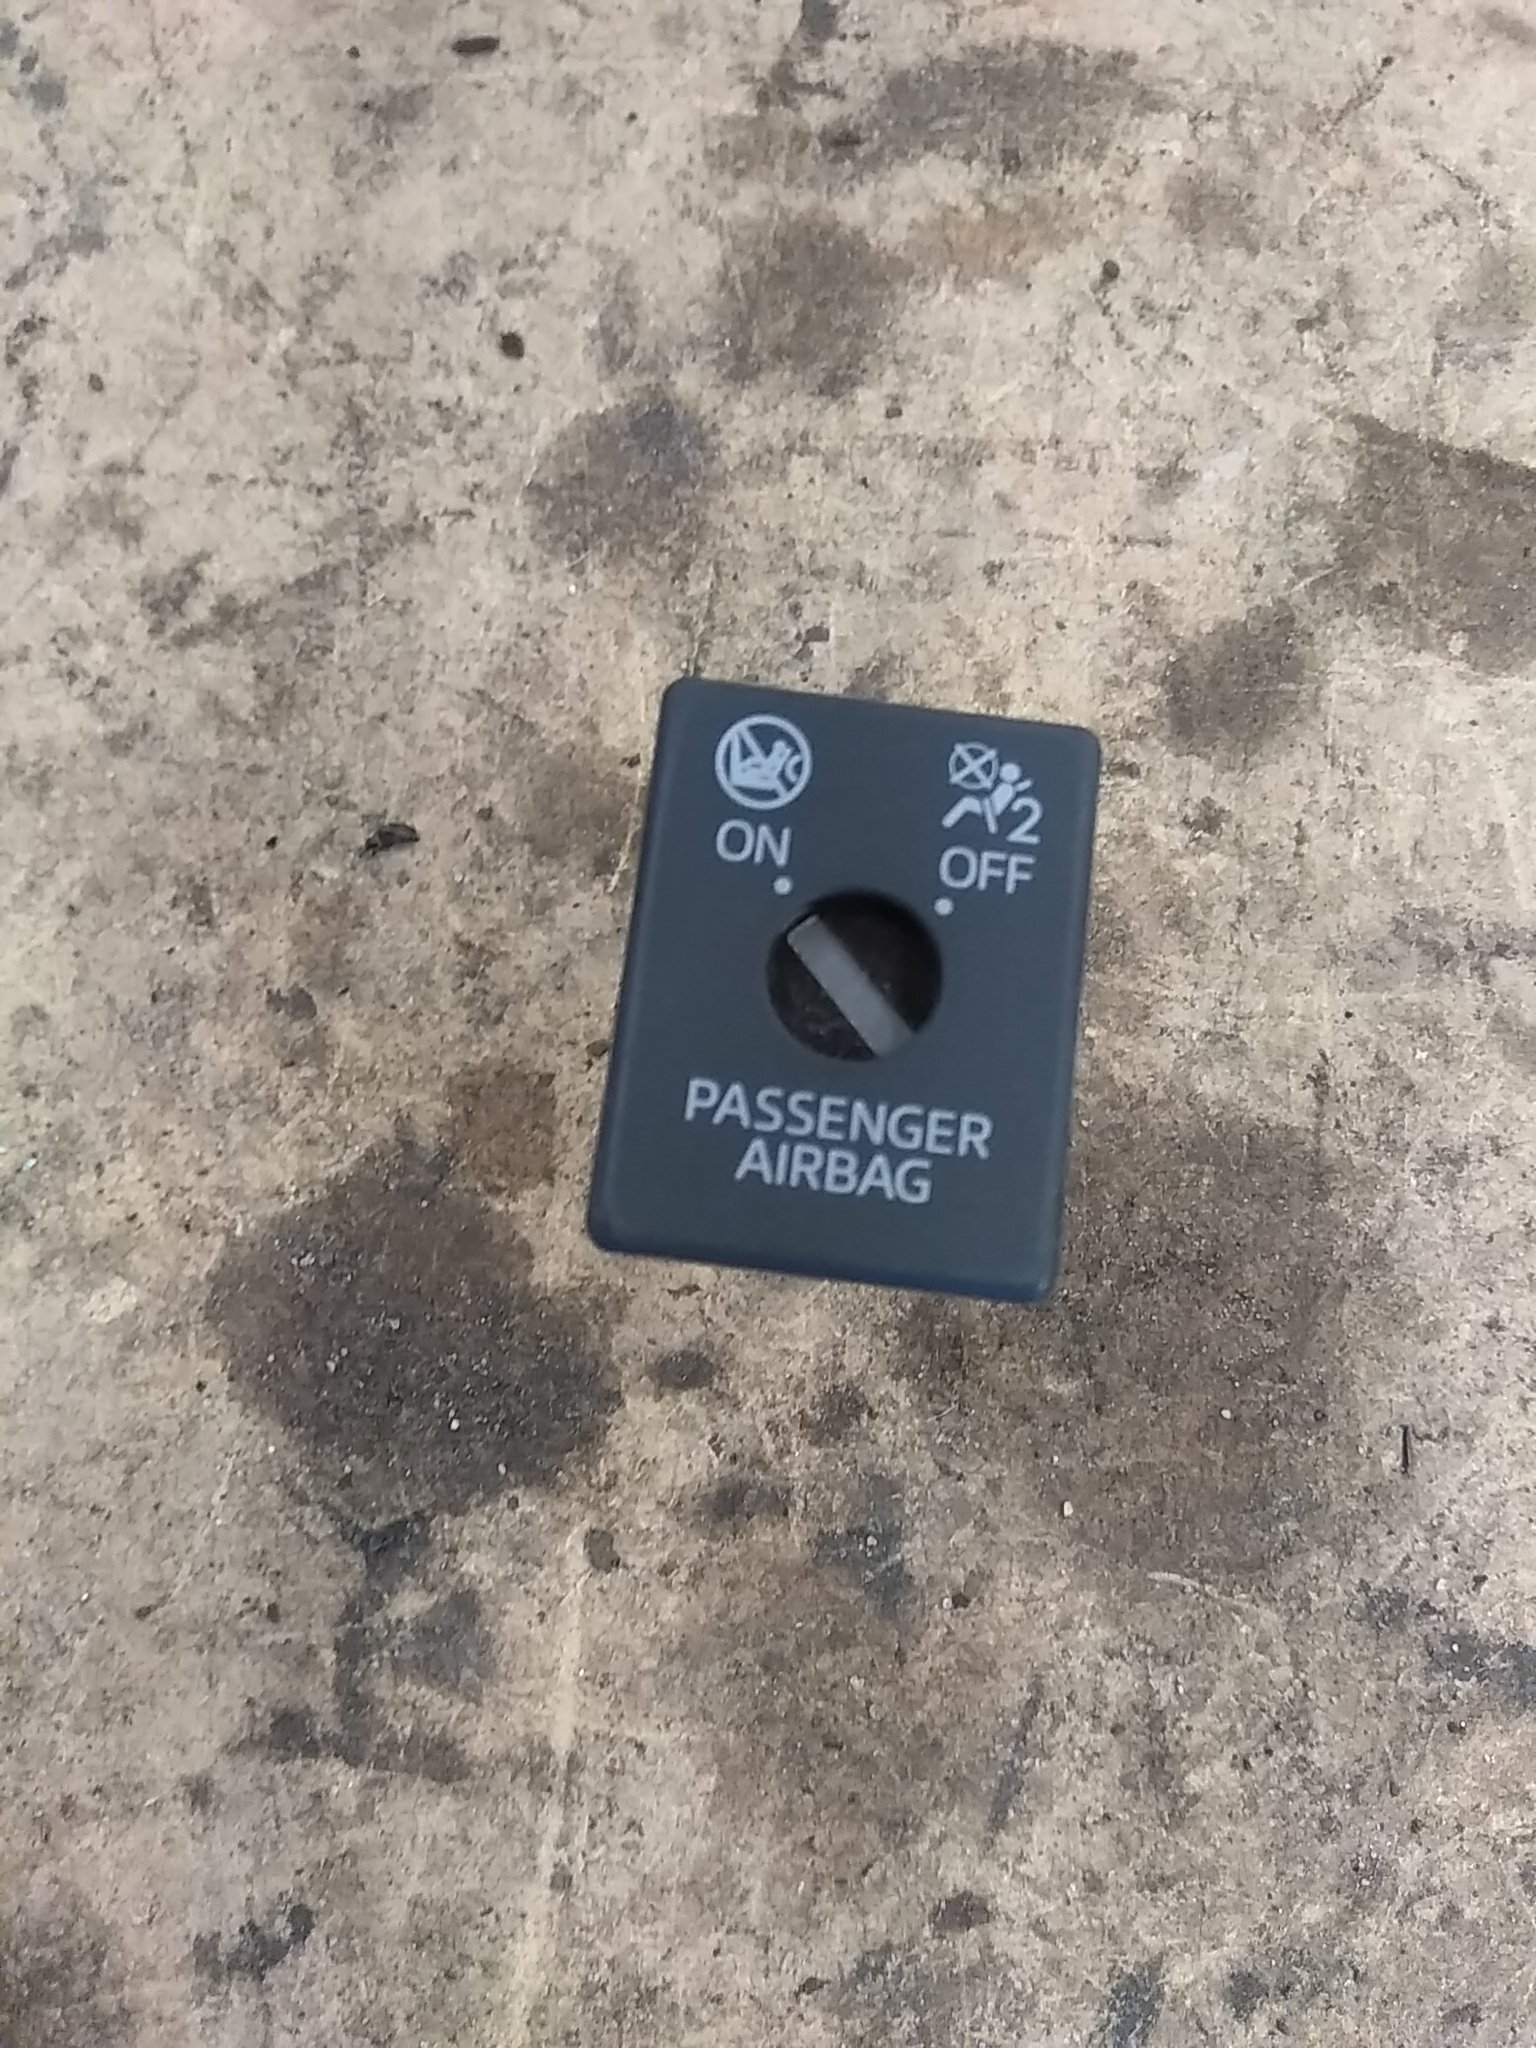 ON
2
OFF
PASSENGER
AIRBAG